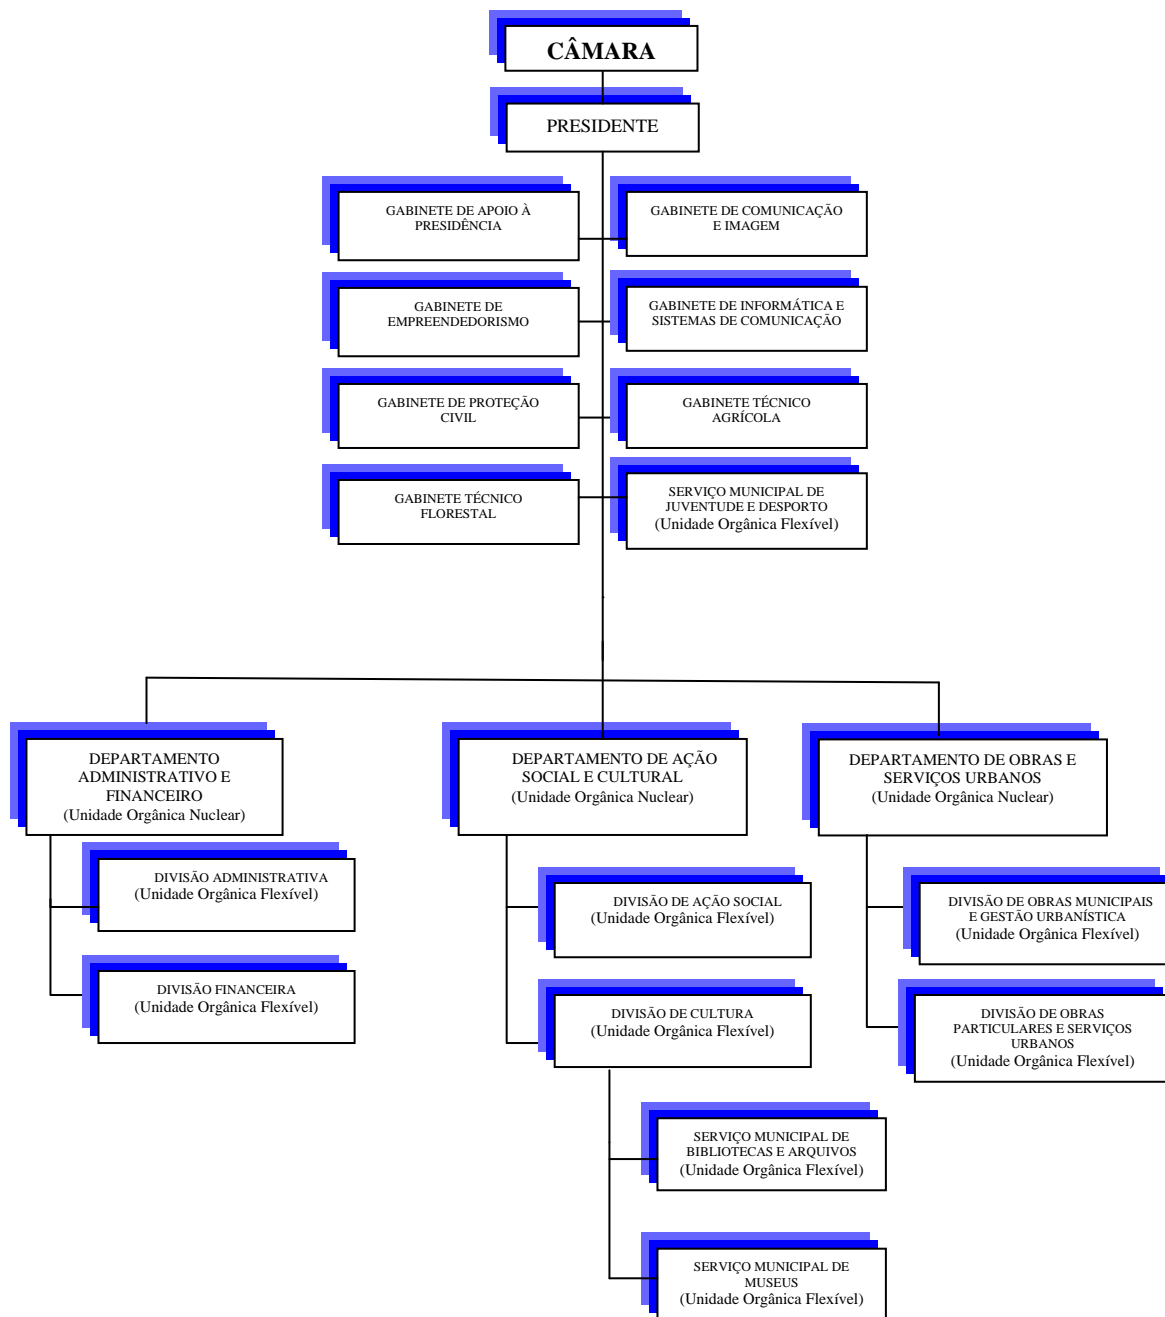 CÂMARA
PRESIDENTE
GABINETE DE APOIO À
PRESIDÊNCIA
GABINETE DE COMUNICAÇÃO
E IMAGEM
GABINETE DE
EMPREENDEDORISMO
GABINETE DE INFORMÁTICA E
SISTEMAS DE COMUNICAÇÃO
GABINETE DE PROTEÇÃO
CIVIL
GABINETE TÉCNICO
AGRÍCOLA
GABINETE TÉCNICO
FLORESTAL
SERVIÇO MUNICIPAL DE
JUVENTUDE E DESPORTO
(Unidade Orgânica Flexível)
DEPARTAMENTO
ADMINISTRATIVO E
FINANCEIRO
(Unidade Orgânica Nuclear)
DIVISÃO ADMINISTRATIVA
(Unidade Orgânica Flexível)
DIVISÃO FINANCEIRA
(Unidade Orgânica Flexível)
DEPARTAMENTO DE AÇÃO
SOCIAL E CULTURAL
(Unidade Orgânica Nuclear)
DIVISÃO DE AÇÃO SOCIAL
(Unidade Orgânica Flexível)
DIVISÃO DE CULTURA
(Unidade Orgânica Flexível)
SERVIÇO MUNICIPAL DE
BIBLIOTECAS E ARQUIVOS
(Unidade Orgânica Flexível)
SERVIÇO MUNICIPAL DE
MUSEUS
(Unidade Orgânica Flexível)
DEPARTAMENTO DE OBRAS E
SERVIÇOS URBANOS
(Unidade Orgânica Nuclear)
DIVISÃO DE OBRAS MUNICIPAIS
E GESTÃO URBANÍSTICA
(Unidade Orgânica Flexível)
DIVISÃO DE OBRAS
PARTICULARES E SERVIÇOS
URBANOS
(Unidade Orgânica Flexível)